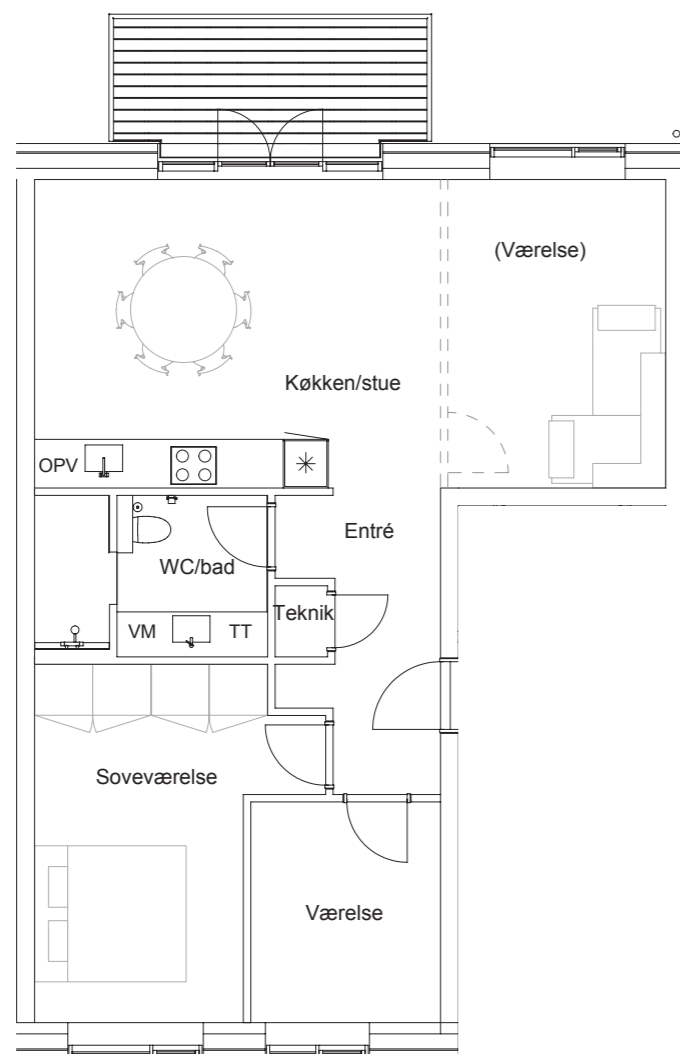 (Værelse)
Køkken/stue
OPV
Entré
WC/bad
Teknik
VM
TT
Soveværelse
Værelse